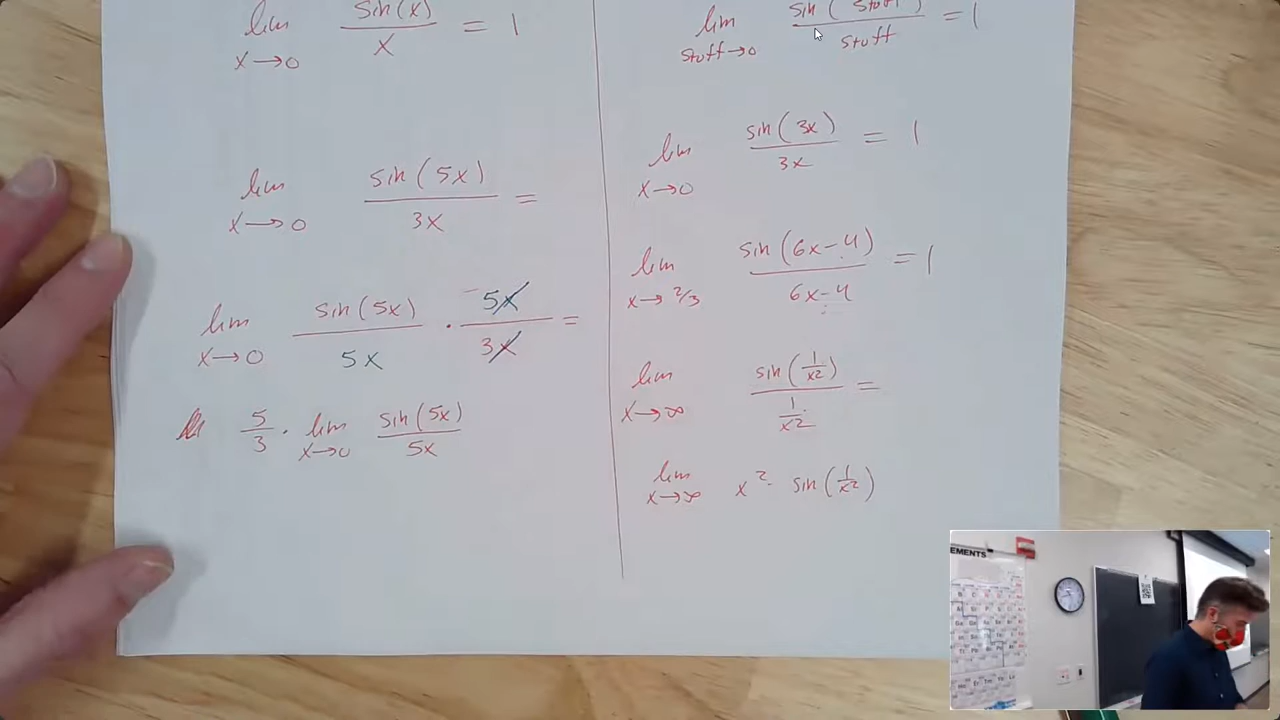 lim sin(x)/x = 1
x→0
lim sin(5x)/3x =
x→0
lim sin(5x)/5x · 5x/3x =
x→0
5/3 · lim sin(5x)/5x
x→0
lim sin(stuff)/stuff = 1
stuff→0
lim sin(3x)/3x = 1
x→0
lim sin(6x-4)/6x-4 = 1
x→2/3
lim sin(1/x²)/1/x² =
x→∞
lim x² · sin(1/x²)
x→∞
EMENTS